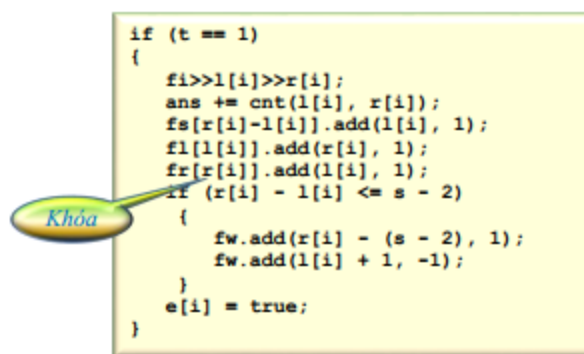 if (t == 1)
{
fi>>l[i]>>r[i];
ans += cnt(l[i], r[i]);
fs[r[i]-l[i]].add(l[i], 1);
fl[l[i]].add(r[i], 1);
fr[r[i]].add(l[i], 1);
if (r[i] - l[i] <= s - 2)
Khóa
{
fw.add(r[i] - (s - 2), 1);
fw.add(l[i] + 1, -1);
}
e[i] = true;
}